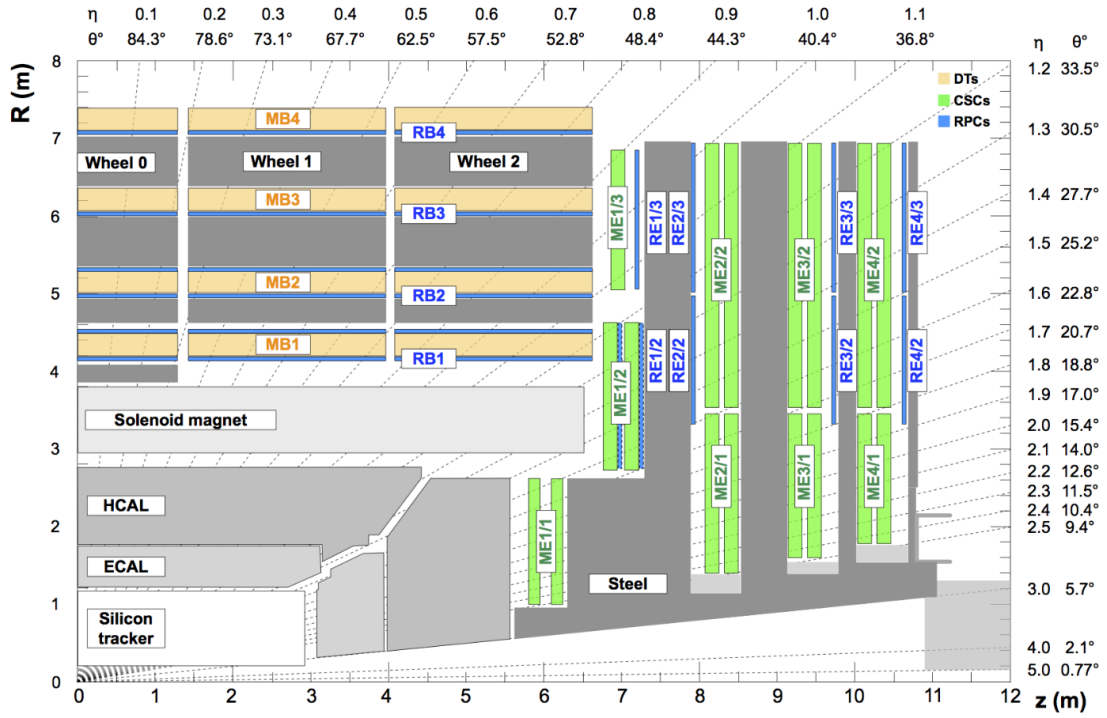 η 0.1 0.2 0.3 0.4 0.5 0.6 0.7 0.8 0.9 1.0 1.1
θ° 84.3° 78.6° 73.1° 67.7° 62.5° 57.5° 52.8° 48.4° 44.3° 40.4° 36.8° η θ°
R (m)
8
7
6
5
4
3
2
1
0
1.2 33.5°
1.3 30.5°
1.4 27.7°
1.5 25.2°
1.6 22.8°
1.7 20.7°
1.8 18.8°
1.9 17.0°
2.0 15.4°
2.1 14.0°
2.2 12.6°
2.3 11.5°
2.4 10.4°
2.5 9.4°
3.0 5.7°
4.0 2.1°
5.0 0.77°
DTs
CSCs
RPCs
MB4
RB4
Wheel 0
Wheel 1
Wheel 2
MB3
RB3
MB2
RB2
MB1
RB1
Solenoid magnet
HCAL
ECAL
Silicon
tracker
Steel
ME1/3
RE1/3
RE2/3
ME2/2
ME3/2
RE3/3
ME4/2
RE4/3
ME1/2
RE1/2
RE2/2
RE3/2
RE4/2
ME1/1
ME2/1
ME3/1
ME4/1
0 1 2 3 4 5 6 7 8 9 10 11 12
z (m)